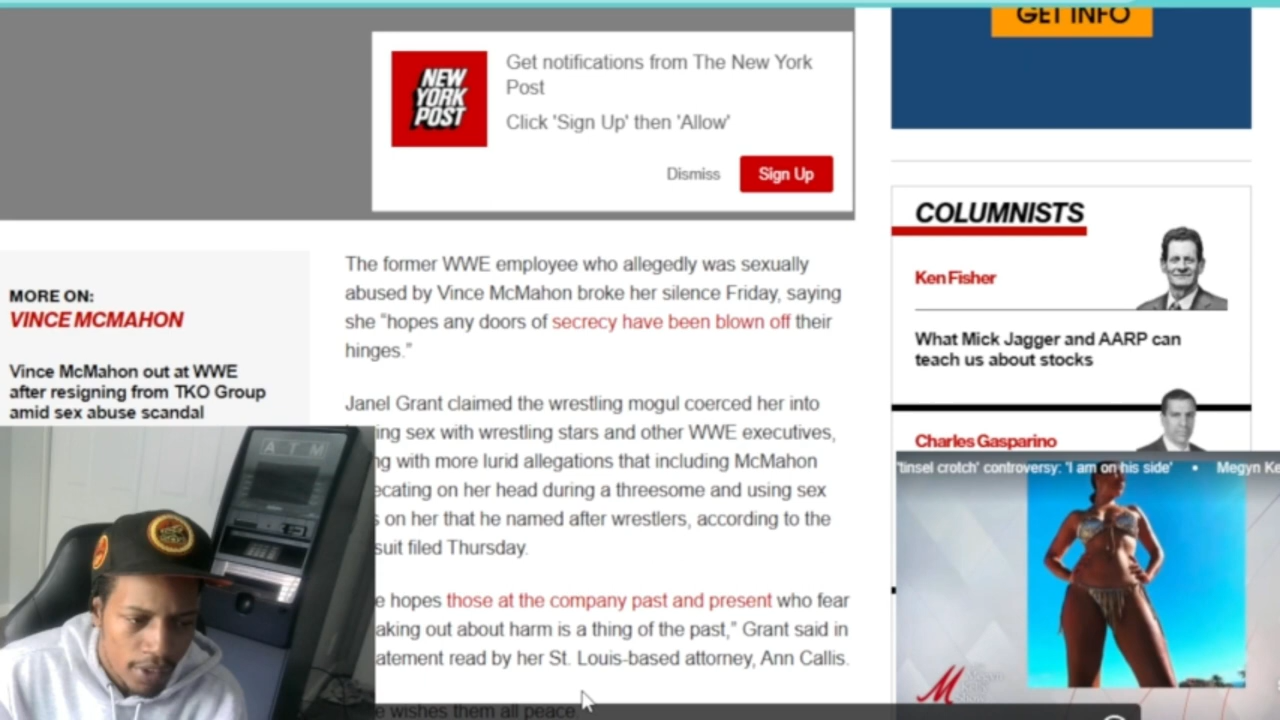 GET INFO
NEW
YORK
POST
Get notifications from The New York
Post
Click 'Sign Up' then 'Allow'
Dismiss
Sign Up
COLUMNISTS
Ken Fisher
What Mick Jagger and AARP can
teach us about stocks
Charles Gasparino
MORE ON:
VINCE MCMAHON
Vince McMahon out at WWE
after resigning from TKO Group
amid sex abuse scandal
The former WWE employee who allegedly was sexually
abused by Vince McMahon broke her silence Friday, saying
she “hopes any doors of secrecy have been blown off their
hinges.”
Janel Grant claimed the wrestling mogul coerced her into
ing sex with wrestling stars and other WWE executives,
ng with more lurid allegations that including McMahon
ecating on her head during a threesome and using sex
s on her that he named after wrestlers, according to the
suit filed Thursday.
e hopes those at the company past and present who fear
aking out about harm is a thing of the past,” Grant said in
atement read by her St. Louis-based attorney, Ann Callis.
e wishes them all peace.
ATM
'tinsel crotch' controversy: 'I am on his side' • Megyn Ke
M